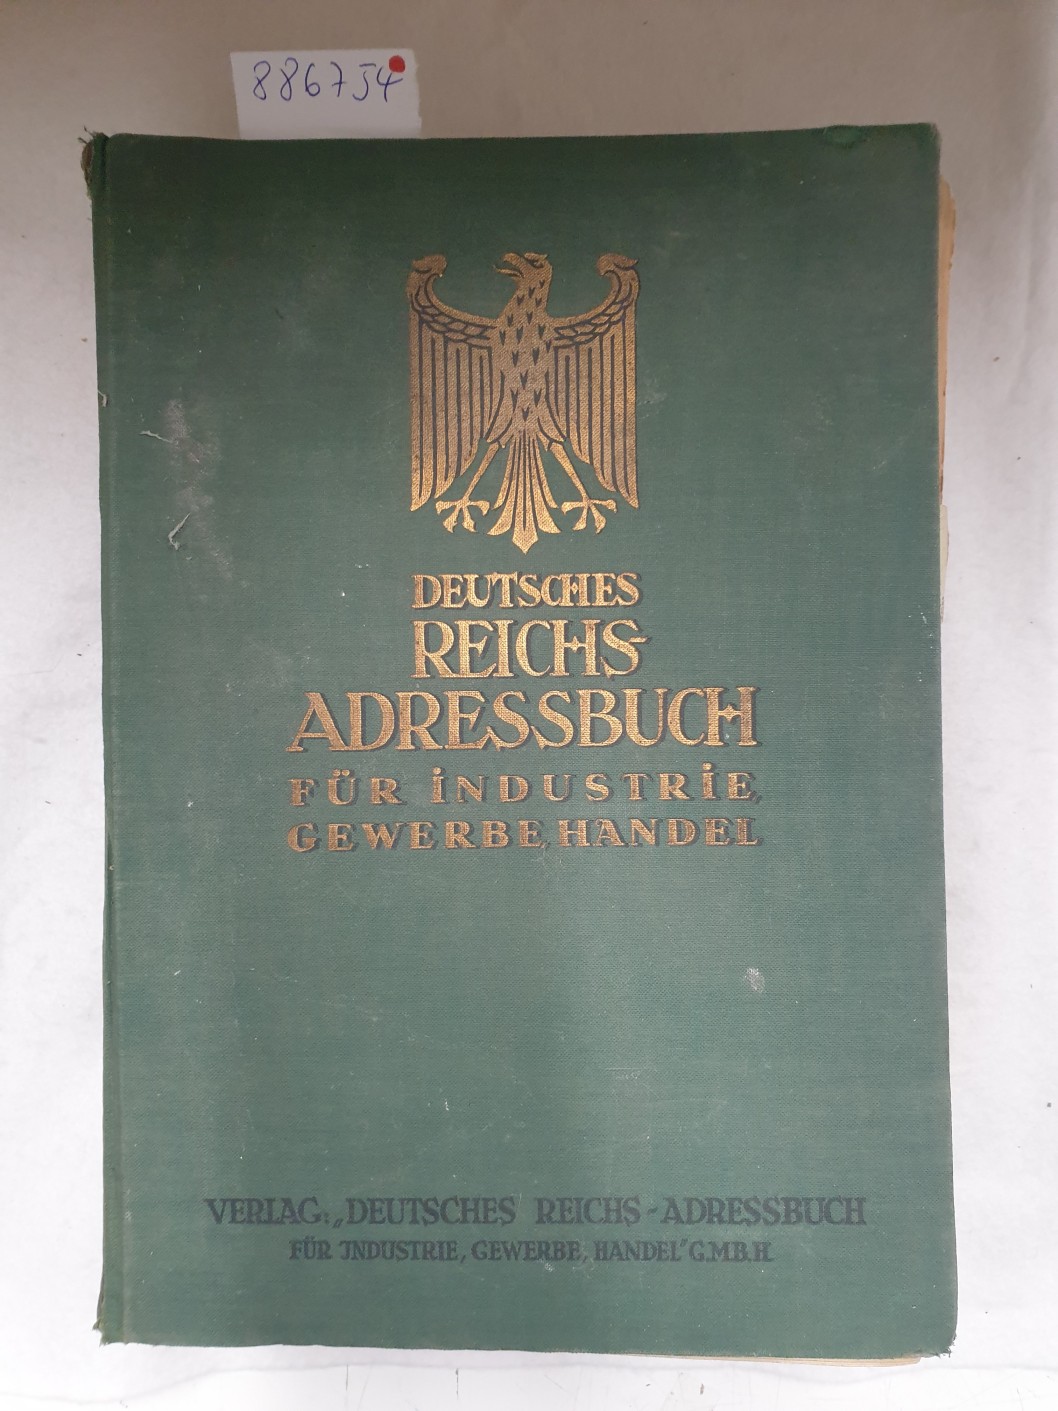 886754
DEUTSCHES
REICHS-
ADRESSBUCH
FÜR INDUSTRIE,
GEWERBE, HANDEL
VERLAG: „DEUTSCHES REICHS-ADRESSBUCH
FÜR INDUSTRIE, GEWERBE, HANDEL" G.M.B.H.